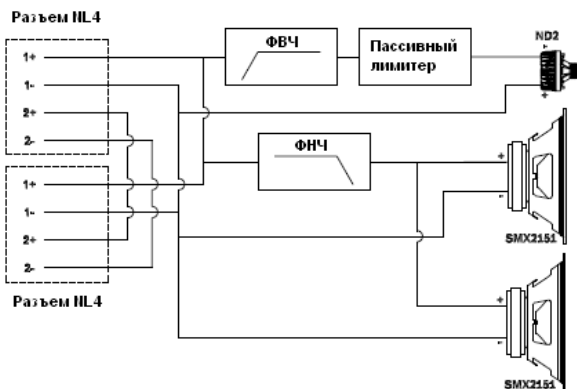 Разъем NL4
1+
1-
2+
2-
1+
1-
2+
2-
Разъем NL4
ФВЧ
Пассивный
лимитер
ND2
-
+
ФНЧ
+
-
SMX2151
+
-
SMX2151